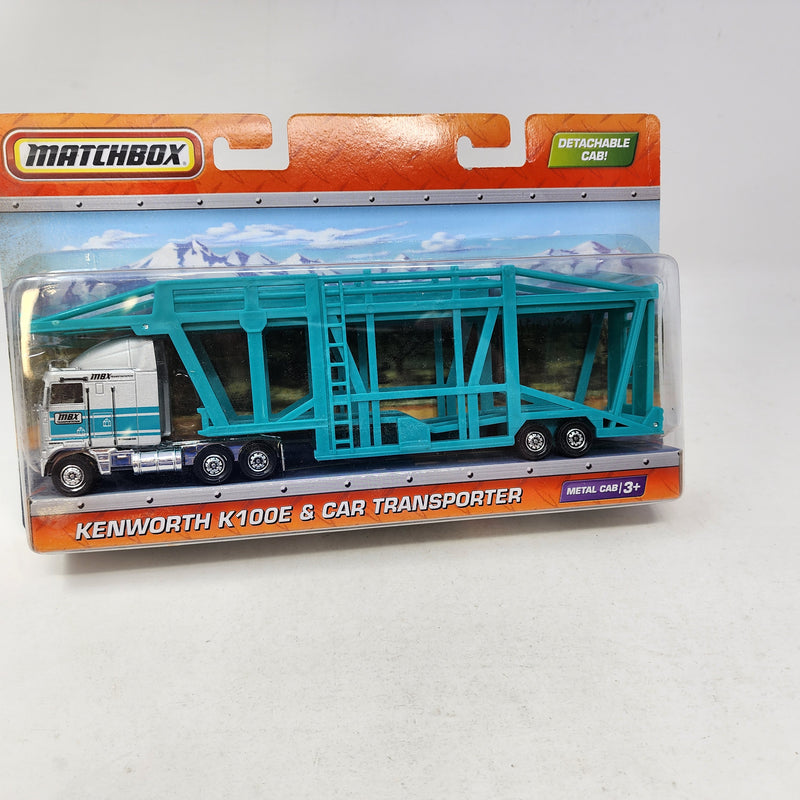 MATCHBOX
DETACHABLE
CAB!
MBX
MBX
KENWORTH K100E & CAR TRANSPORTER
METAL CAB | 3+